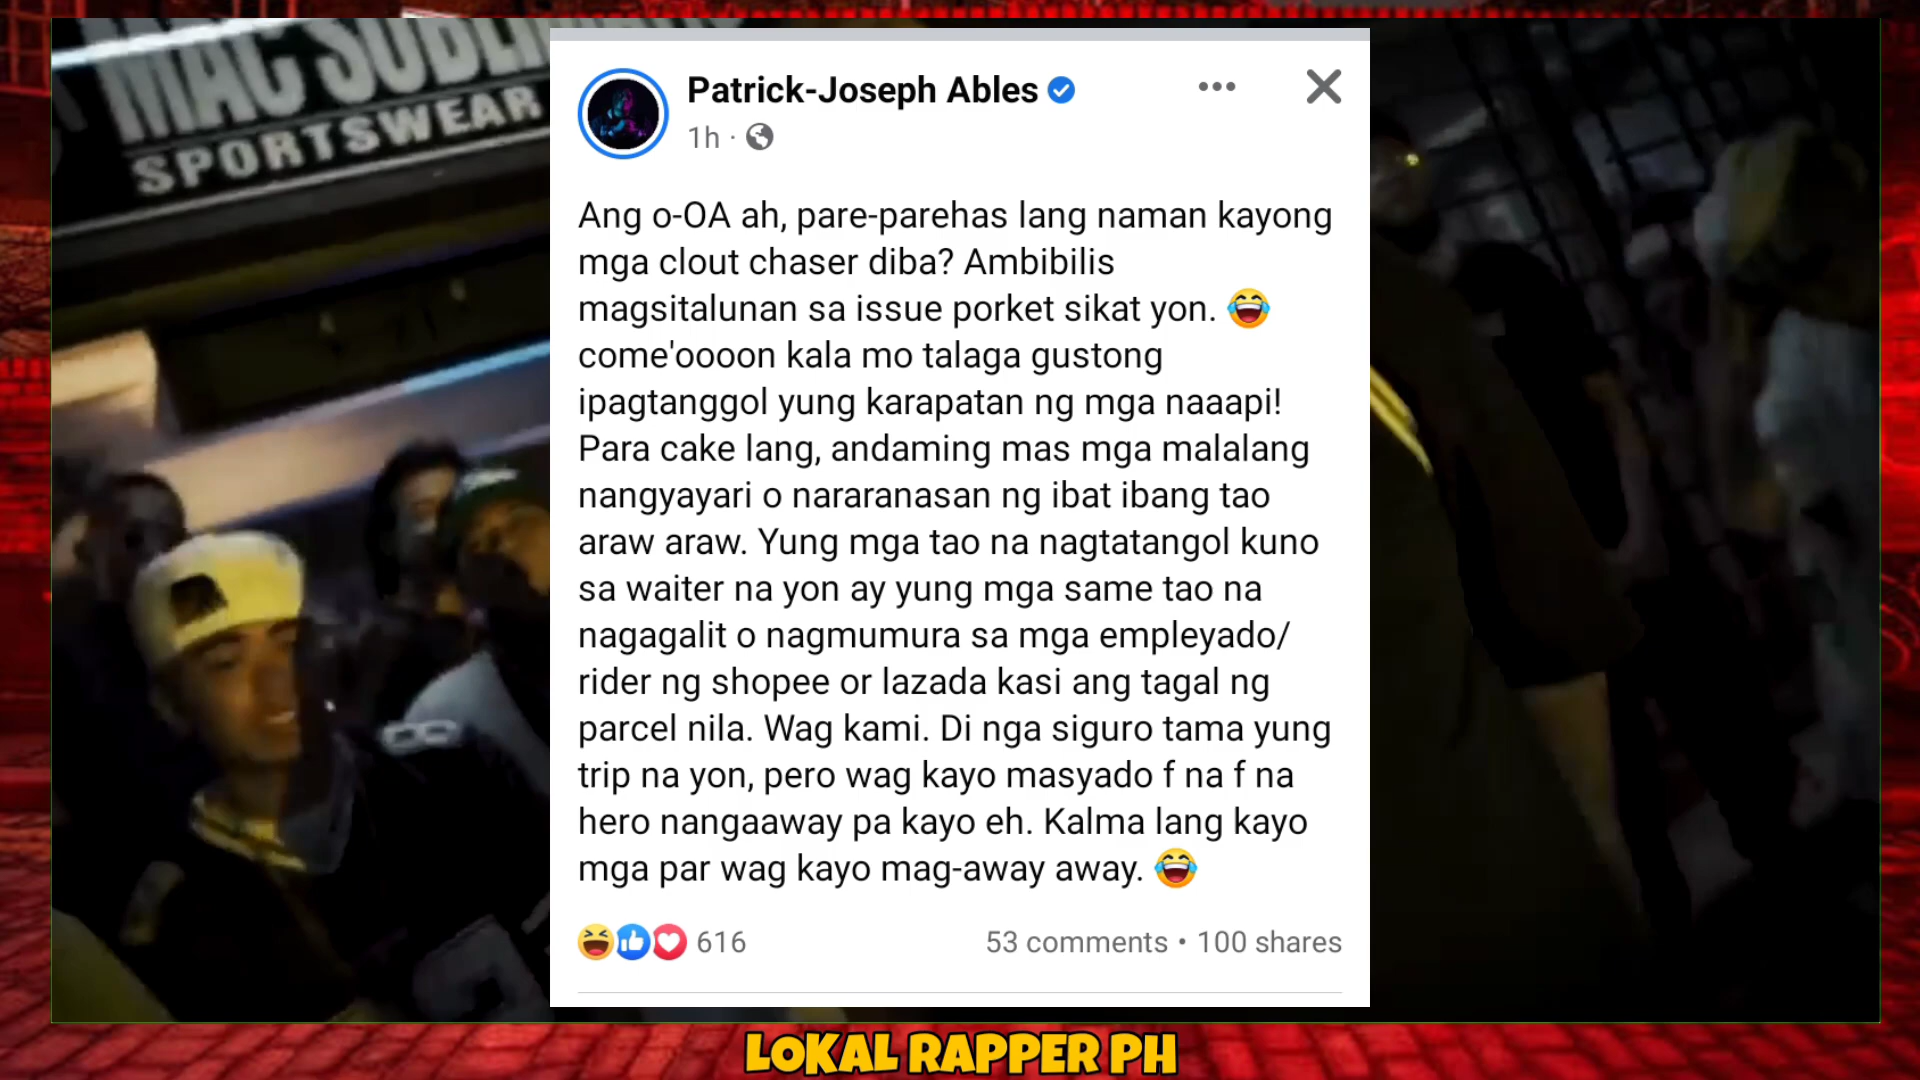 MAC SUBLI
SPORTSWEAR
Patrick-Joseph Ables
1h ·
Ang o-OA ah, pare-parehas lang naman kayong
mga clout chaser diba? Ambibilis
magsitalunan sa issue porket sikat yon. 😂
come'oooon kala mo talaga gustong
ipagtanggol yung karapatan ng mga naaapi!
Para cake lang, andaming mas mga malalang
nangyayari o nararanasan ng ibat ibang tao
araw araw. Yung mga tao na nagtatangol kuno
sa waiter na yon ay yung mga same tao na
nagagalit o nagmumura sa mga empleyado/
rider ng shopee or lazada kasi ang tagal ng
parcel nila. Wag kami. Di nga siguro tama yung
trip na yon, pero wag kayo masyado f na f na
hero nangaaway pa kayo eh. Kalma lang kayo
mga par wag kayo mag-away away. 😂
616
53 comments • 100 shares
LOKAL RAPPER PH